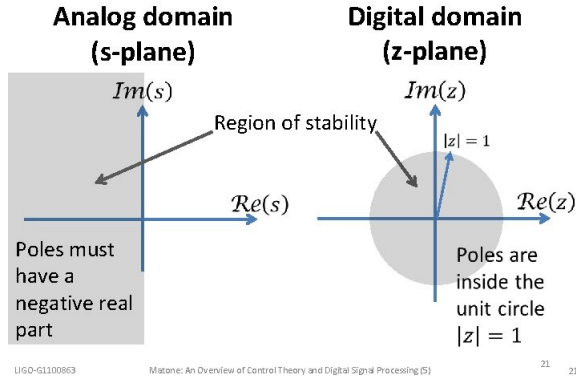 Analog domain
(s-plane)
Digital domain
(z-plane)
Im(s)
Im(z)
Region of stability
|z| = 1
Re(s)
Re(z)
Poles must
have a
negative real
part
Poles are
inside the
unit circle
|z| = 1
LIGO-G1100863
Matone: An Overview of Control Theory and Digital Signal Processing (5)
21
21